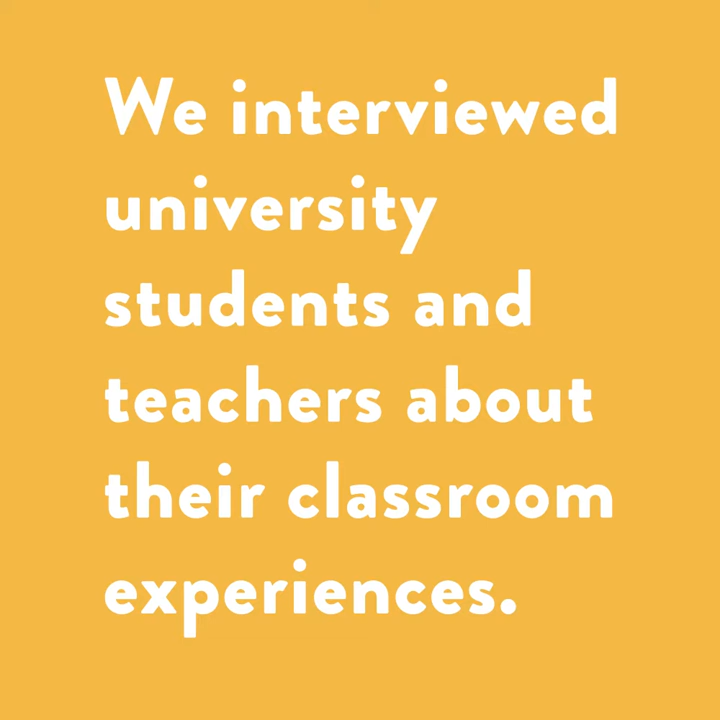 We interviewed
university
students and
teachers about
their classroom
experiences.